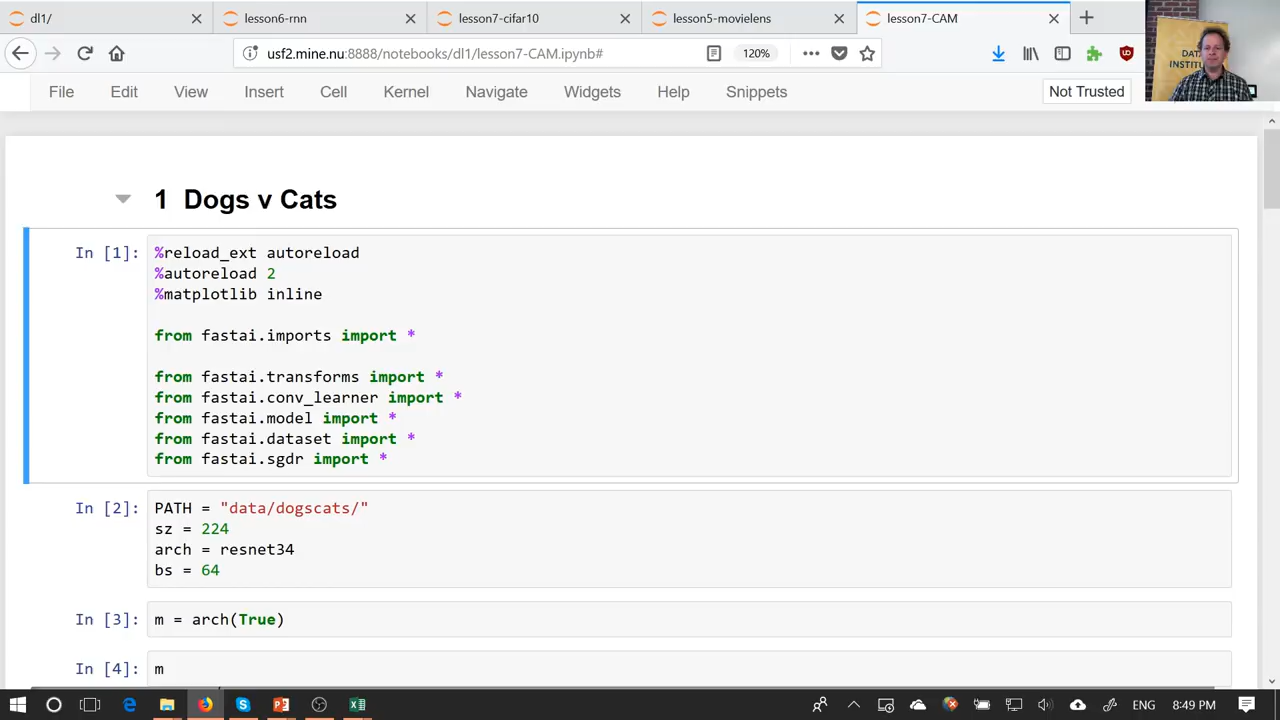 dl1/
lesson6-rnn
lesson7-cifar10
lesson5-movielens
lesson7-CAM
usf2.mine.nu:8888/notebooks/dl1/lesson7-CAM.ipynb#
120%
DATA
INSTITU
File Edit View Insert Cell Kernel Navigate Widgets Help Snippets Not Trusted
1 Dogs v Cats
In [1]:
%reload_ext autoreload
%autoreload 2
%matplotlib inline
from fastai.imports import *
from fastai.transforms import *
from fastai.conv_learner import *
from fastai.model import *
from fastai.dataset import *
from fastai.sgdr import *
In [2]:
PATH = "data/dogscats/"
sz = 224
arch = resnet34
bs = 64
In [3]: m = arch(True)
In [4]: m
ENG 8:49 PM